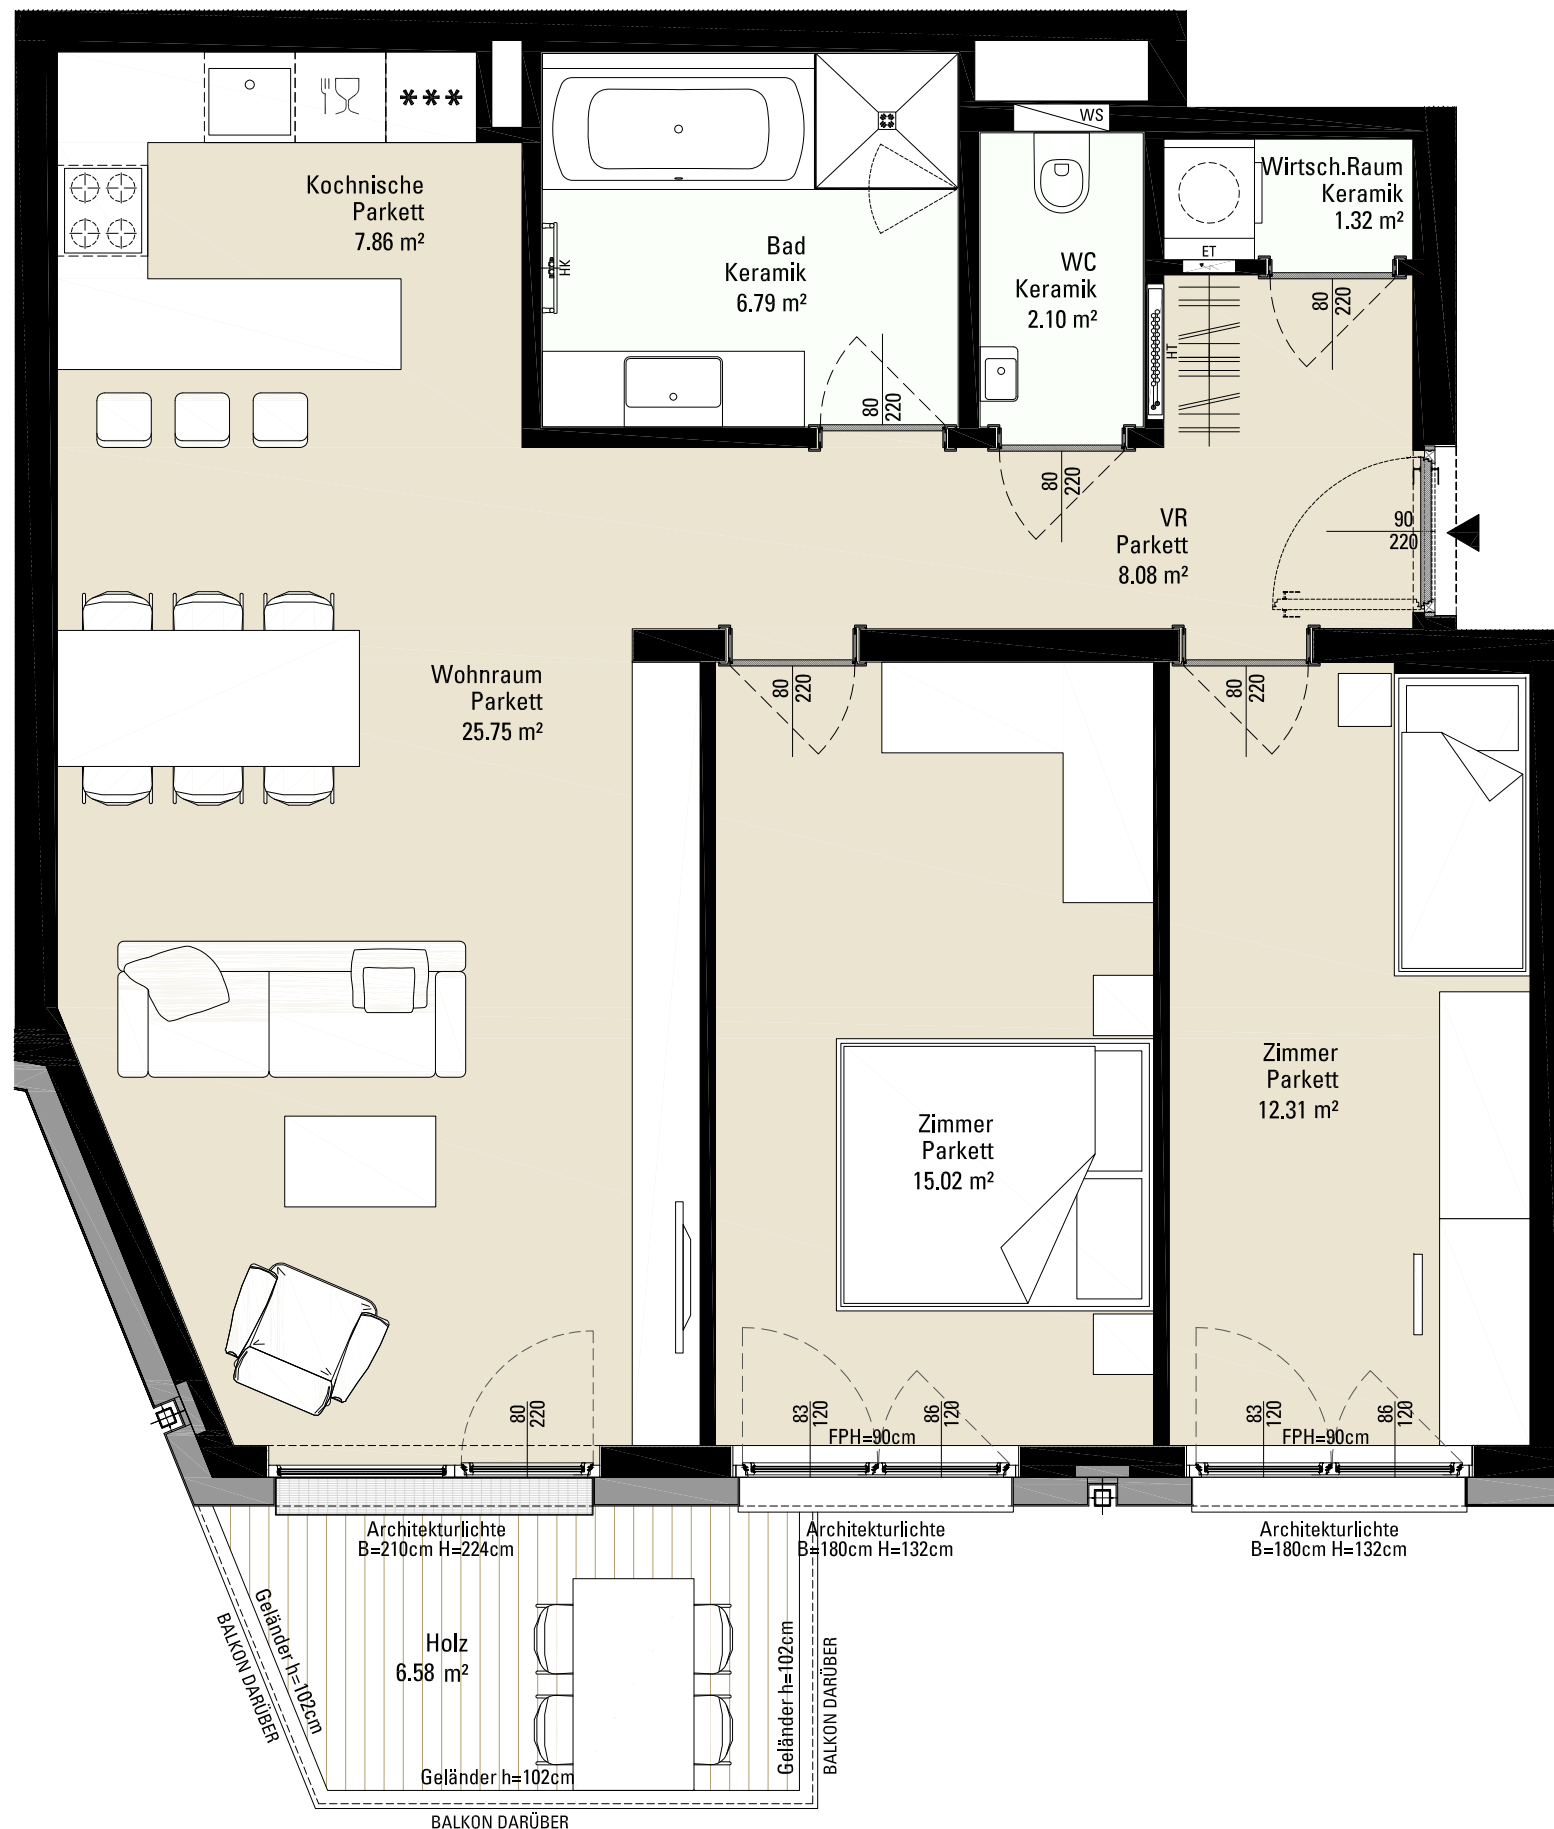 ***
WS
Kochnische
Parkett
7.86 m²
Bad
Keramik
6.79 m²
HK
80
220
WC
Keramik
2.10 m²
Wirtsch.Raum
Keramik
1.32 m²
ET
HT
80
220
80
220
VR
Parkett
8.08 m²
90
220
Wohnraum
Parkett
25.75 m²
80
220
80
220
Zimmer
Parkett
15.02 m²
Zimmer
Parkett
12.31 m²
80
220
83
120
86
120
FPH=90cm
83
120
86
120
FPH=90cm
Architekturlichte
B=210cm H=224cm
Architekturlichte
B=180cm H=132cm
Architekturlichte
B=180cm H=132cm
Geländer h=102cm
BALKON DARÜBER
Holz
6.58 m²
Geländer h=102cm
BALKON DARÜBER
Geländer h=102cm
BALKON DARÜBER